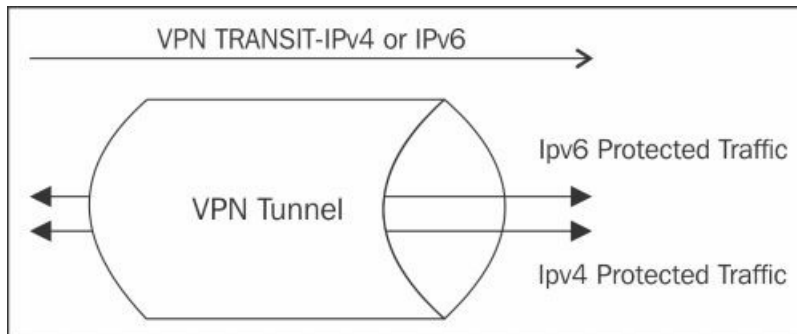 VPN TRANSIT-IPv4 or IPv6
Ipv6 Protected Traffic
VPN Tunnel
Ipv4 Protected Traffic